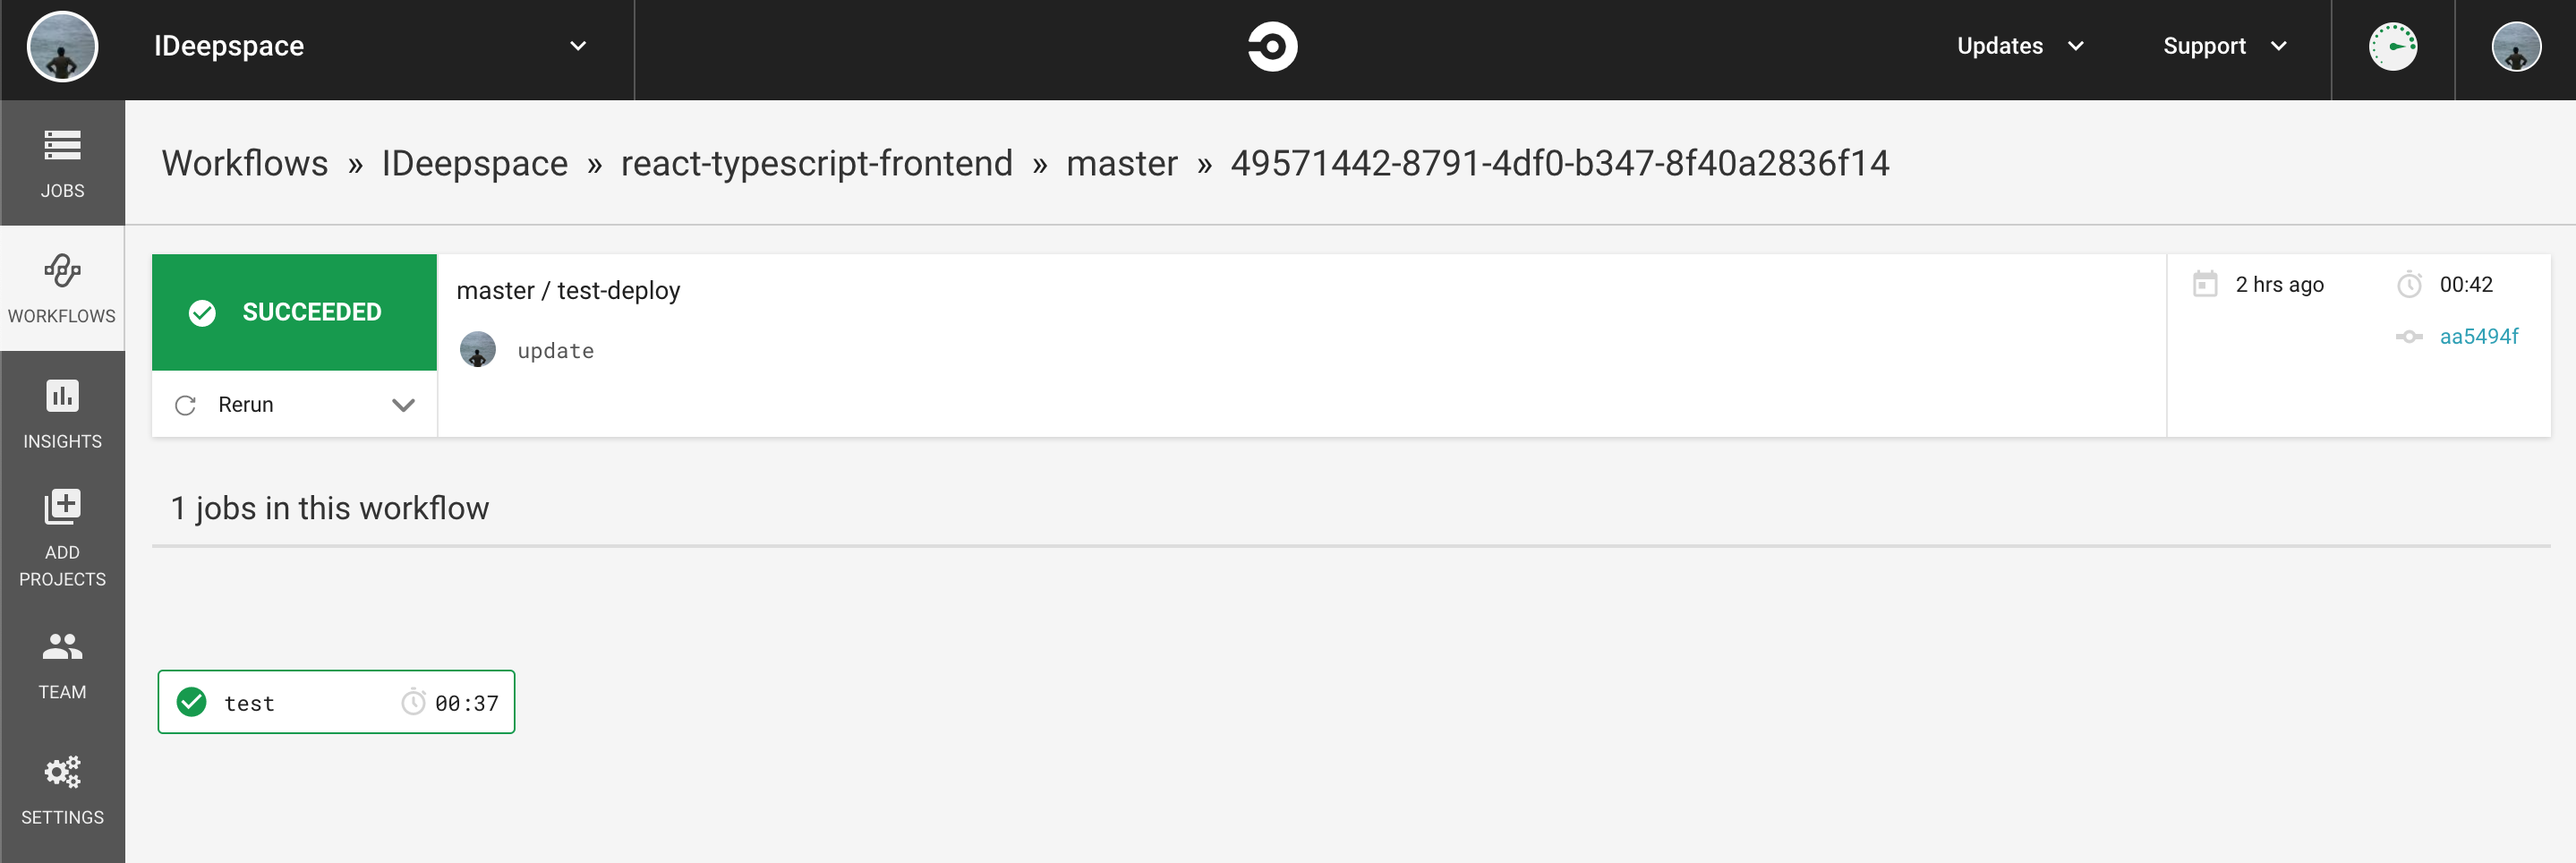 IDeepspace
Updates
Support
JOBS
WORKFLOWS
INSIGHTS
ADD
PROJECTS
TEAM
SETTINGS
Workflows » IDeepspace » react-typescript-frontend » master » 49571442-8791-4df0-b347-8f40a2836f14
SUCCEEDED
Rerun
master / test-deploy
update
2 hrs ago
00:42
aa5494f
1 jobs in this workflow
test
00:37